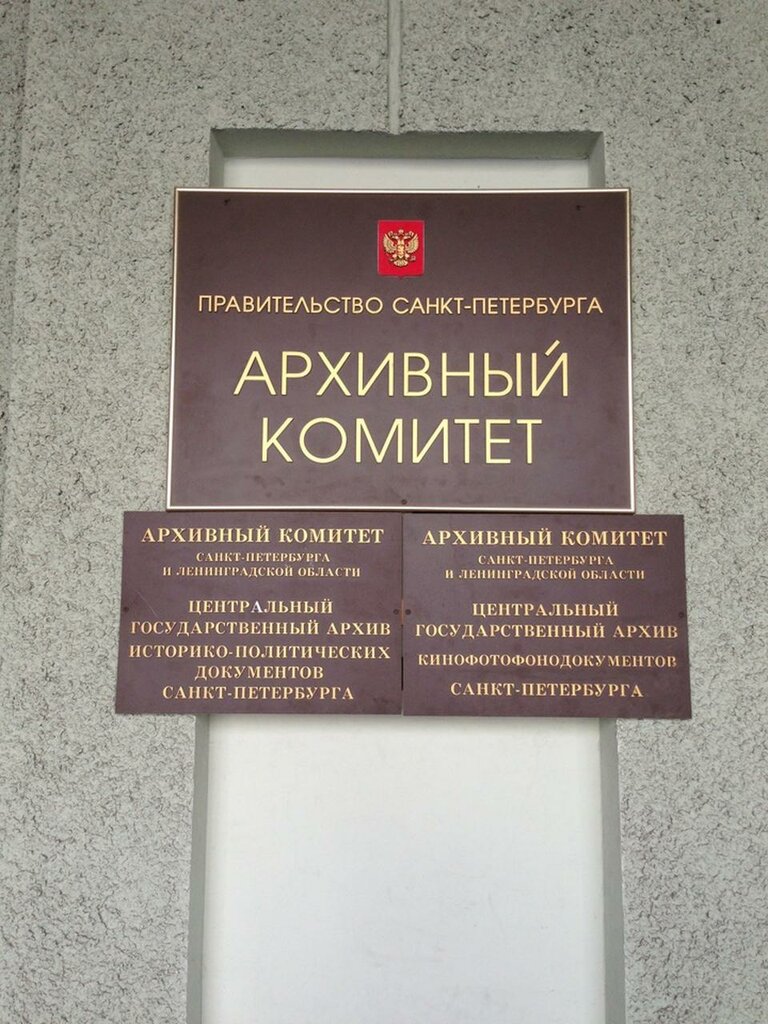 ПРАВИТЕЛЬСТВО САНКТ-ПЕТЕРБУРГА
АРХИВНЫЙ
КОМИТЕТ
АРХИВНЫЙ КОМИТЕТ
САНКТ-ПЕТЕРБУРГА
И ЛЕНИНГРАДСКОЙ ОБЛАСТИ
ЦЕНТРАЛЬНЫЙ
ГОСУДАРСТВЕННЫЙ АРХИВ
ИСТОРИКО-ПОЛИТИЧЕСКИХ
ДОКУМЕНТОВ
САНКТ-ПЕТЕРБУРГА
АРХИВНЫЙ КОМИТЕТ
САНКТ-ПЕТЕРБУРГА
И ЛЕНИНГРАДСКОЙ ОБЛАСТИ
ЦЕНТРАЛЬНЫЙ
ГОСУДАРСТВЕННЫЙ АРХИВ
КИНОФОТОФОНОДОКУМЕНТОВ
САНКТ-ПЕТЕРБУРГА